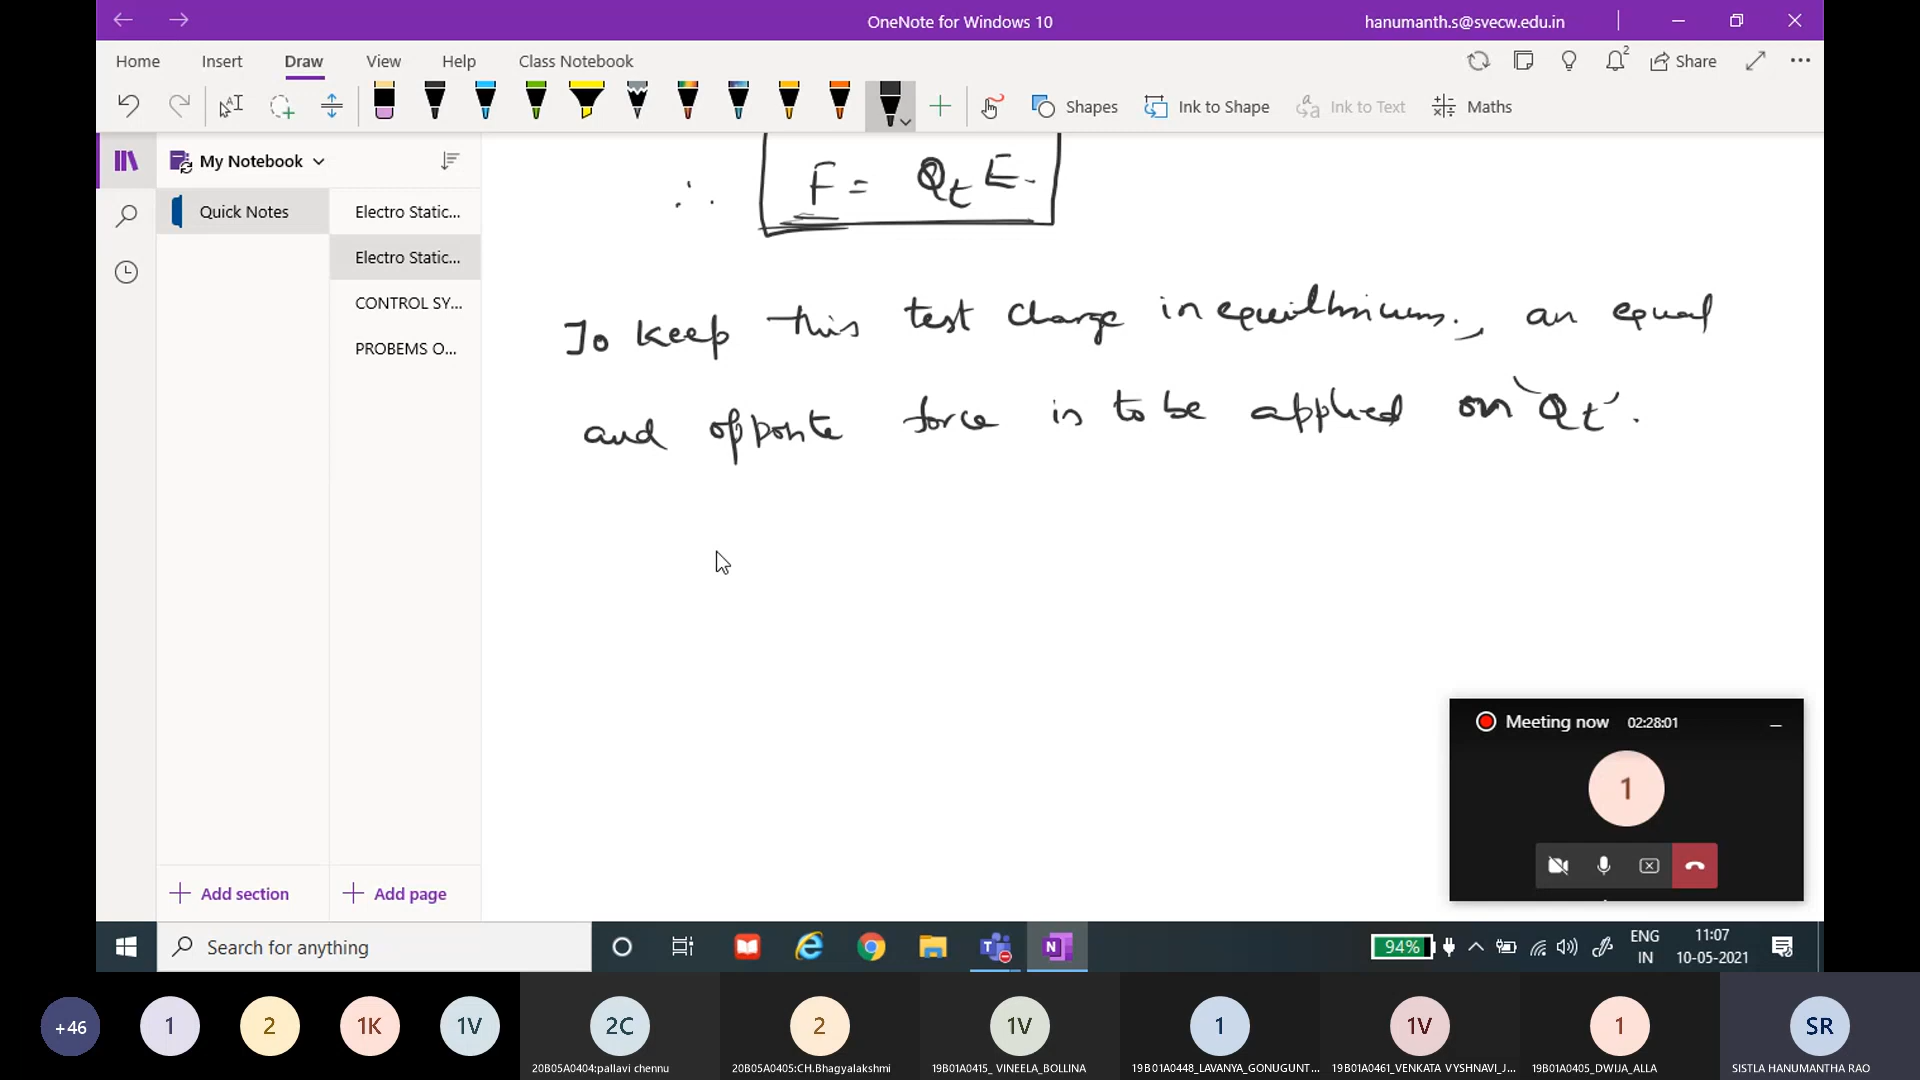 OneNote for Windows 10
hanumanth.s@svecw.edu.in
Home Insert Draw View Help Class Notebook
2 Share
Shapes Ink to Shape Ink to Text Maths
My Notebook
Quick Notes
Electro Static...
Electro Static...
CONTROL SY...
PROBEMS O...
∴ F = Qt E.
To keep this test charge in equilibrium., an equal
and opposite force is to be applied on 'Qt'.
Meeting now 02:28:01
1
Add section
Add page
Search for anything
94%
ENG
IN
11:07
10-05-2021
+46 1 2 1K 1V 2C 2 1V 1 1V 1 SR
20B05A0404:pallavi chennu
20B05A0405:CH.Bhagyalakshmi
19B01A0415_ VINEELA_BOLLINA
19B01A0448_LAVANYA_GONUGUNT...
19B01A0461_VENKATA VYSHNAVI_J...
19B01A0405_DWIJA_ALLA
SISTLA HANUMANTHA RAO